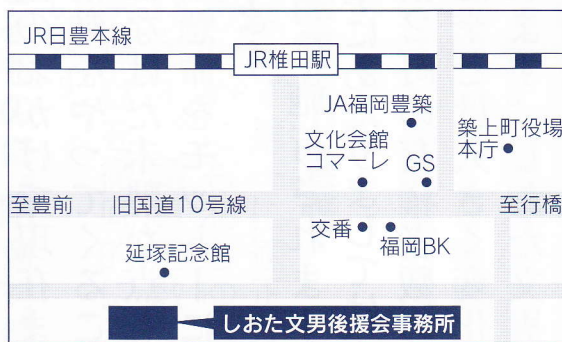 JR日豊本線
JR椎田駅
JA福岡豊築
文化会館
コマーレ
GS
築上町役場
本庁
至豊前
旧国道10号線
至行橋
交番
福岡BK
延塚記念館
しおた文男後援会事務所